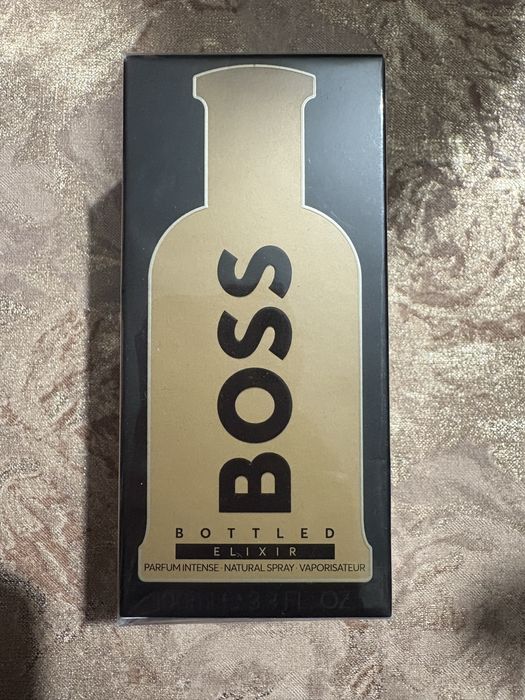 BOSS
BOTTLED
ELIXIR
PARFUM INTENSE · NATURAL SPRAY · VAPORISATEUR